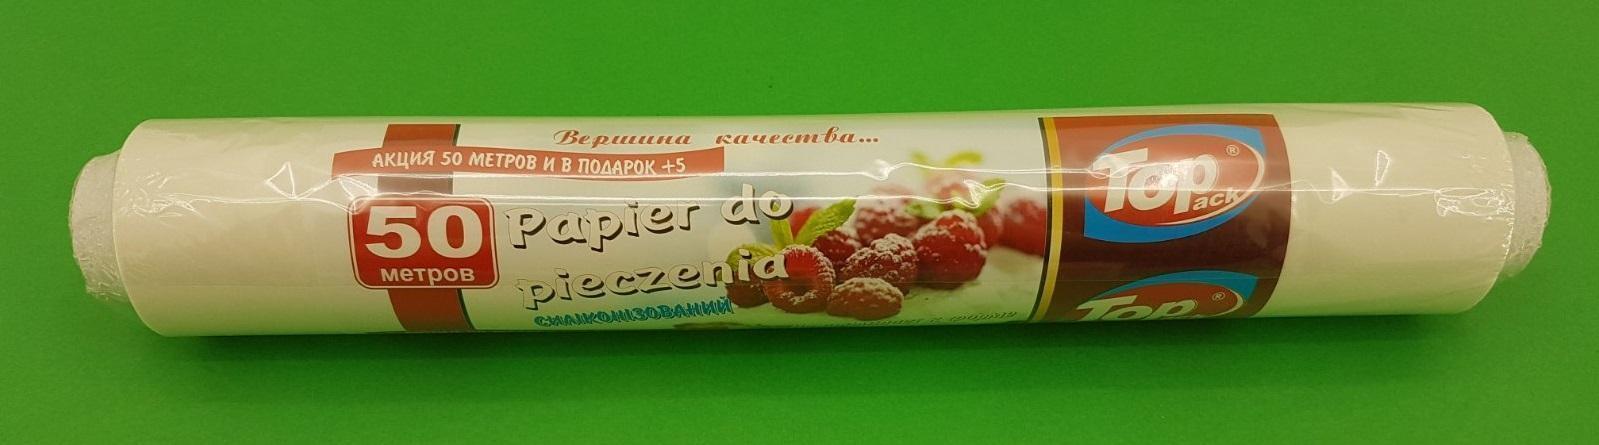 Вершина качества...
АКЦИЯ 50 МЕТРОВ И В ПОДАРОК +5
50
метров
Papier do
pieczenia
СИЛІКОНІЗОВАНИЙ
Top
ack®
Top®